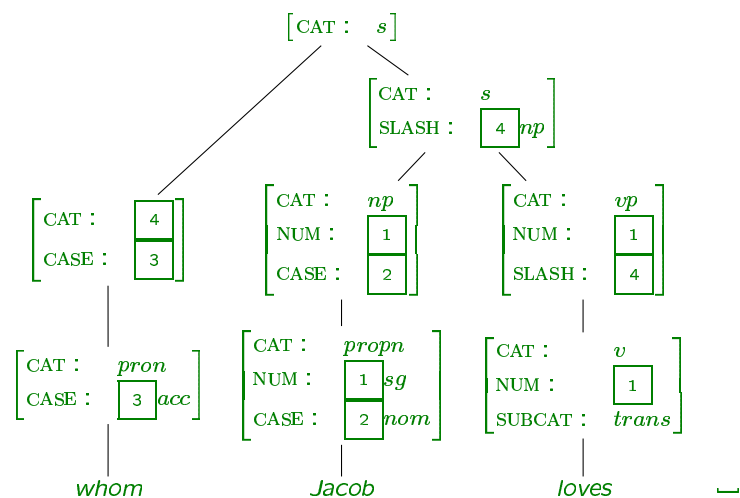 [CAT : s]
CAT : s
SLASH : 4 np
CAT : 4
CASE : 3
CAT : np
NUM : 1
CASE : 2
CAT : vp
NUM : 1
SLASH : 4
CAT : pron
CASE : 3 acc
CAT : propn
NUM : 1 sg
CASE : 2 nom
CAT : v
NUM : 1
SUBCAT : trans
whom Jacob loves